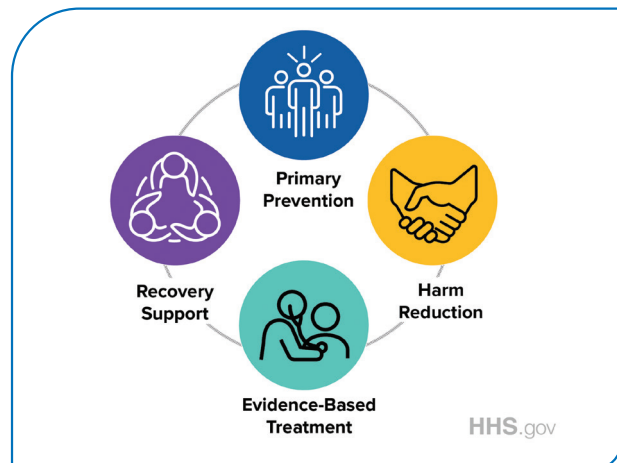 Primary
Prevention
Recovery
Support
Harm
Reduction
Evidence-Based
Treatment
HHS.gov